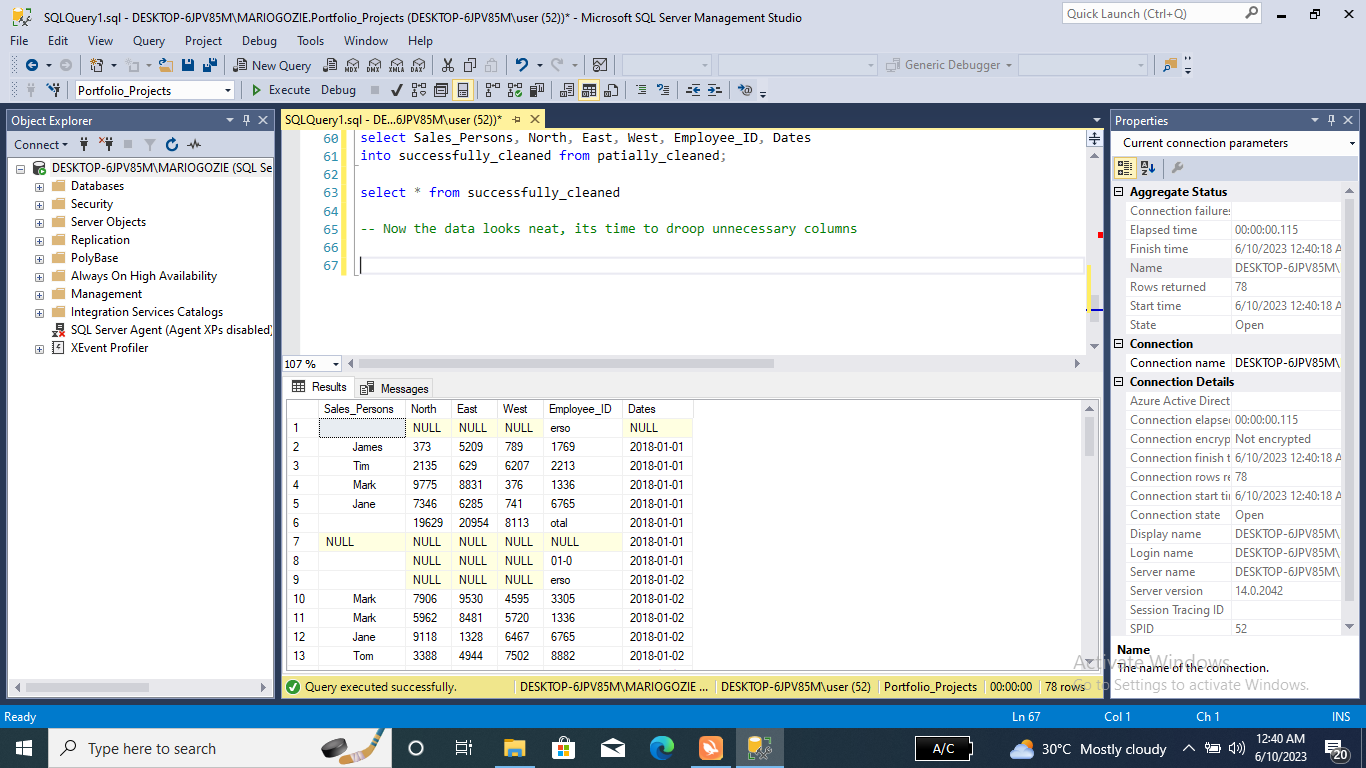 SQLQuery1.sql - DESKTOP-6JPV85M\MARIOGOZIE.Portfolio_Projects (DESKTOP-6JPV85M\user (52))* - Microsoft SQL Server Management Studio
Quick Launch (Ctrl+Q)
File Edit View Query Project Debug Tools Window Help
New Query MDX DMX XMLA DAX Generic Debugger
Portfolio_Projects Execute Debug
Object Explorer
Connect
DESKTOP-6JPV85M\MARIOGOZIE (SQL Se
Databases
Security
Server Objects
Replication
PolyBase
Always On High Availability
Management
Integration Services Catalogs
SQL Server Agent (Agent XPs disabled)
XEvent Profiler
SQLQuery1.sql - DE...6JPV85M\user (52))*
60 select Sales_Persons, North, East, West, Employee_ID, Dates
61 into successfully_cleaned from patially_cleaned;
62
63 select * from successfully_cleaned
64
65 -- Now the data looks neat, its time to droop unnecessary columns
66
67
107 %
Results Messages
Sales_Persons North East West Employee_ID Dates
1 NULL NULL NULL erso NULL
2 James 373 5209 789 1769 2018-01-01
3 Tim 2135 629 6207 2213 2018-01-01
4 Mark 9775 8831 376 1336 2018-01-01
5 Jane 7346 6285 741 6765 2018-01-01
6 19629 20954 8113 otal 2018-01-01
7 NULL NULL NULL NULL NULL 2018-01-01
8 NULL NULL NULL 01-0 2018-01-01
9 NULL NULL NULL erso 2018-01-02
10 Mark 7906 9530 4595 3305 2018-01-02
11 Mark 5962 8481 5720 1336 2018-01-02
12 Jane 9118 1328 6467 6765 2018-01-02
13 Tom 3388 4944 7502 8882 2018-01-02
Query executed successfully. DESKTOP-6JPV85M\MARIOGOZIE ... DESKTOP-6JPV85M\user (52) Portfolio_Projects 00:00:00 78 rows
Properties
Current connection parameters
Aggregate Status
Connection failures
Elapsed time 00:00:00.115
Finish time 6/10/2023 12:40:18 A
Name DESKTOP-6JPV85M\
Rows returned 78
Start time 6/10/2023 12:40:18 A
State Open
Connection
Connection name DESKTOP-6JPV85M\
Connection Details
Azure Active Direct
Connection elapse 00:00:00.115
Connection encryp Not encrypted
Connection finish t 6/10/2023 12:40:18 A
Connection rows re 78
Connection start ti 6/10/2023 12:40:18 A
Connection state Open
Display name DESKTOP-6JPV85M\
Login name DESKTOP-6JPV85M\
Server name DESKTOP-6JPV85M\
Server version 14.0.2042
Session Tracing ID
SPID 52
Name
The name of the connection.
Activate Windows
Go to Settings to activate Windows.
Ready Ln 67 Col 1 Ch 1 INS
Type here to search
A/C
30°C Mostly cloudy
12:40 AM
6/10/2023
20